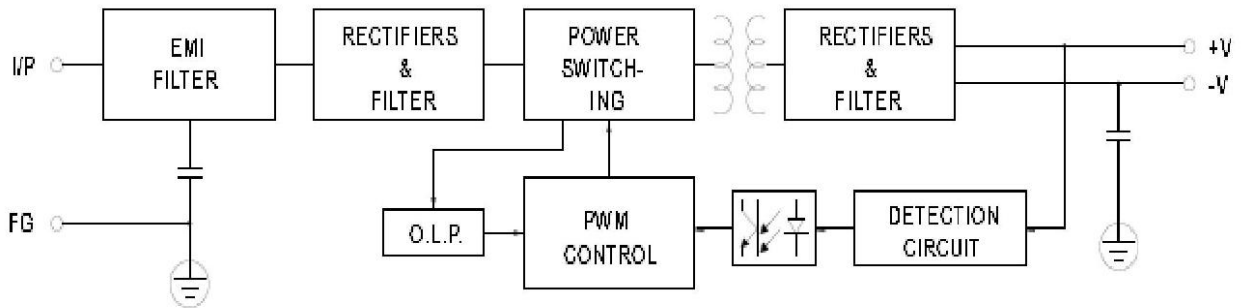 I/P
EMI
FILTER
RECTIFIERS
&
FILTER
POWER
SWITCH-
ING
RECTIFIERS
&
FILTER
+V
-V
FG
O.L.P.
PWM
CONTROL
DETECTION
CIRCUIT